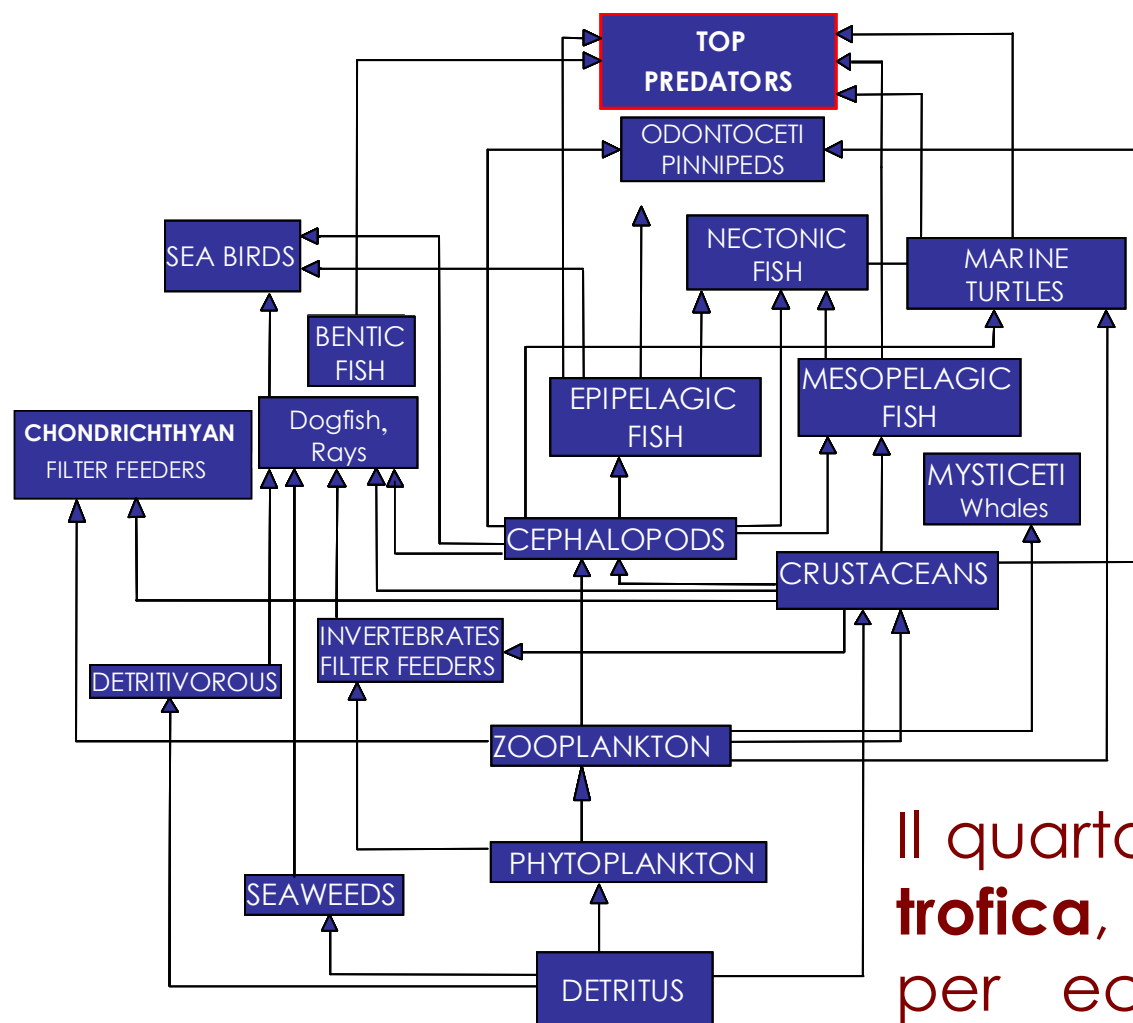 TOP
PREDATORS
ODONTOCETI
PINNIPEDS
SEA BIRDS
NECTONIC
FISH
MARINE
TURTLES
BENTIC
FISH
EPIPELAGIC
FISH
MESOPELAGIC
FISH
CHONDRICHTHYAN
FILTER FEEDERS
Dogfish,
Rays
MYSTICETI
Whales
CEPHALOPODS
CRUSTACEANS
INVERTEBRATES
FILTER FEEDERS
DETRITIVOROUS
ZOOPLANKTON
PHYTOPLANKTON
SEAWEEDS
DETRITUS
Il quarto
trofica,
per